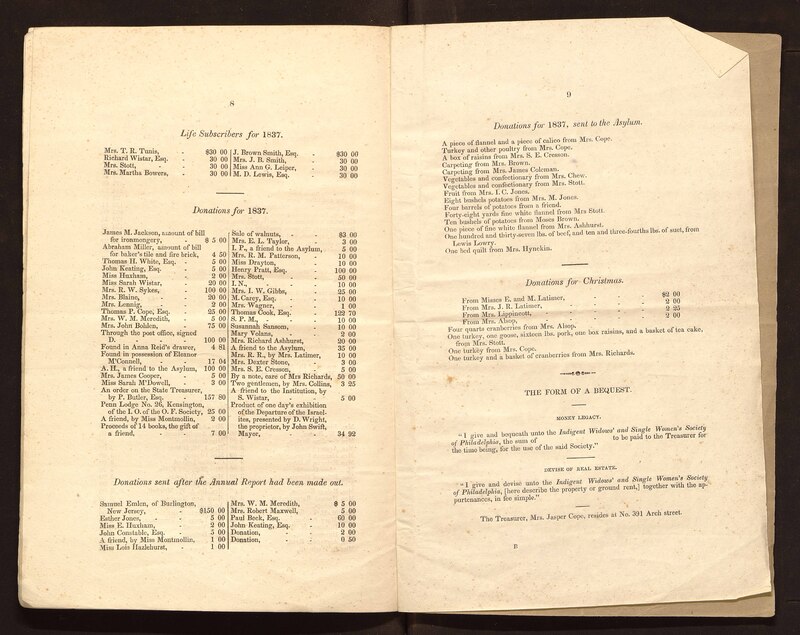 8
Life Subscribers for 1837.
Mrs. T. R. Tunis, - $30 00
Richard Wistar, Esq. - 30 00
Mrs. Stott, - 30 00
Mrs. Martha Bowers, - 30 00
J. Brown Smith, Esq. - $30 00
Mrs. J. B. Smith, - 30 00
Miss Ann G. Leiper, - 30 00
M. D. Lewis, Esq. - 30 00
Donations for 1837.
James M. Jackson, amount of bill
for ironmongery, - $ 5 00
Abraham Miller, amount of bill
for baker's tile and fire brick, 4 50
Thomas H. White, Esq. - 5 00
John Keating, Esq. - 5 00
Miss Huxham, - 2 00
Miss Sarah Wistar, - 20 00
Mrs. R. W. Sykes, - 100 00
Mrs. Blaine, - 20 00
Mrs. Lennig, - 2 00
Thomas P. Cope, Esq. - 25 00
Mrs. W. M. Meredith, - 5 00
Mrs. John Bohlen, - 75 00
Through the post office, signed
D. - 100 00
Found in Anna Reid's drawer, 4 81
Found in possession of Eleanor
M'Connell, - 17 04
A. H., a friend to the Asylum, 100 00
Mrs. James Cooper, - 5 00
Miss Sarah M'Dowell, - 3 00
An order on the State Treasurer,
by P. Butler, Esq. - 157 80
Penn Lodge No. 26, Kensington,
of the I. O. of the O. F. Society, 25 00
A friend, by Miss Montmollin, 2 00
Proceeds of 14 books, the gift of
a friend, - 7 00
Sale of walnuts, - $3 00
Mrs. E. L. Taylor, - 3 00
I. P., a friend to the Asylum, - 5 00
Mrs. R. M. Patterson, - 10 00
Miss Drayton, - 10 00
Henry Pratt, Esq. - 100 00
Mrs. Stott, - 50 00
I. N., - 10 00
Mrs. I. W. Gibbs, - 25 00
M. Carey, Esq. - 10 00
Mrs. Wagner, - 1 00
Thomas Cook, Esq. - 122 70
S. P. M., - 10 00
Susannah Sansom, - 10 00
Mary Volans, - 2 00
Mrs. Richard Ashhurst, - 20 00
A friend to the Asylum, - 35 00
Mrs. R. R., by Mrs. Latimer, 10 00
Mrs. Dexter Stone, - 3 00
Mrs. S. E. Cresson, - 5 00
By a note, care of Mrs Richards, 50 00
Two gentlemen, by Mrs. Collins, 3 25
A friend to the Institution, by
S. Wistar, - 5 00
Product of one day's exhibition
of the Departure of the Israel-
ites, presented by D. Wright,
the proprietor, by John Swift,
Mayor, - 34 92
Donations sent after the Annual Report had been made out.
Samuel Emlen, of Burlington,
New Jersey, - $150 00
Esther Jones, - 5 00
Miss E. Huxham, - 2 00
John Constable, Esq. - 5 00
A friend, by Miss Montmollin, 1 00
Miss Lois Hazlehurst, - 1 00
Mrs. W. M. Meredith, - $ 5 00
Mrs. Robert Maxwell, - 5 00
Paul Beck, Esq. - 60 00
John Keating, Esq. - 10 00
Donation, - 2 00
Donation, - 0 50
9
Donations for 1837, sent to the Asylum.
A piece of flannel and a piece of calico from Mrs. Cope.
Turkey and other poultry from Mrs. Cope.
A box of raisins from Mrs. S. E. Cresson.
Carpeting from Mrs. Brown.
Carpeting from Mrs. James Coleman.
Vegetables and confectionary from Mrs. Chew.
Vegetables and confectionary from Mrs. Stott.
Fruit from Mrs. I. C. Jones.
Eight bushels potatoes from Mrs. M. Jones.
Four barrels of potatoes from a friend.
Forty-eight yards fine white flannel from Mrs Stott.
Ten bushels of potatoes from Moses Brown.
One piece of fine white flannel from Mrs. Ashhurst.
One hundred and thirty-seven lbs. of beef, and ten and three-fourths lbs. of suet, from
Lewis Lowry.
One bed quilt from Mrs. Hynekin.
Donations for Christmas.
From Misses E. and M. Latimer, - $2 00
From Mrs. J. R. Latimer, - 2 00
From Mrs. Lippincott, - 2 25
From Mrs. Alsop, - 2 00
Four quarts cranberries from Mrs. Alsop.
One turkey, one goose, sixteen lbs. pork, one box raisins, and a basket of tea cake,
from Mrs. Stott.
One turkey from Mrs. Cope.
One turkey and a basket of cranberries from Mrs. Richards.
THE FORM OF A BEQUEST.
MONEY LEGACY.
"I give and bequeath unto the Indigent Widows' and Single Women's Society
of Philadelphia, the sum of to be paid to the Treasurer for
the time being, for the use of the said Society."
DEVISE OF REAL ESTATE.
"I give and devise unto the Indigent Widows' and Single Women's Society
of Philadelphia, [here describe the property or ground rent,] together with the ap-
purtenances, in fee simple."
The Treasurer, Mrs. Jasper Cope, resides at No. 391 Arch street.
B